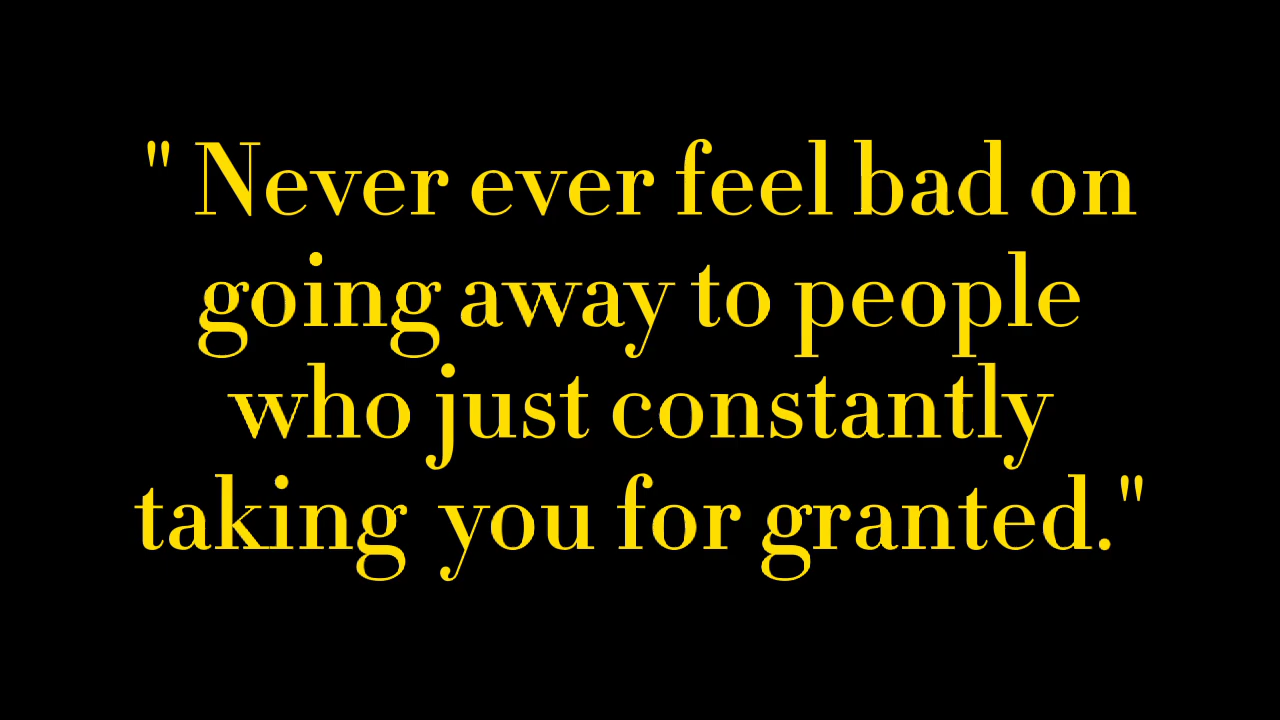 " Never ever feel bad on
going away to people
who just constantly
taking  you for granted."